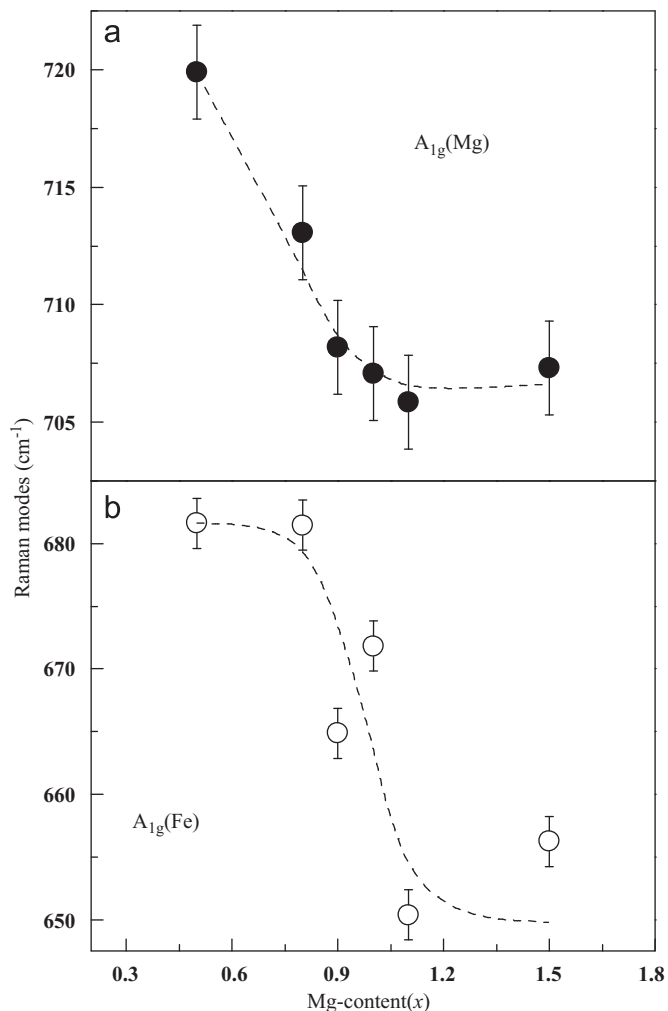 a
720
A1g(Mg)
715
710
705
Raman modes (cm-1)
b
680
670
660
A1g(Fe)
650
0.3 0.6 0.9 1.2 1.5 1.8
Mg-content(x)